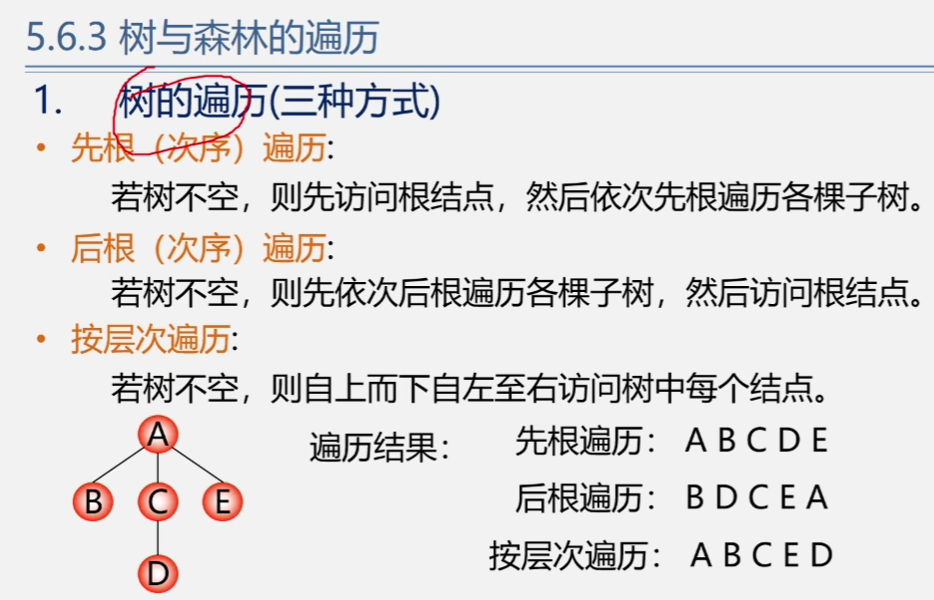 5.6.3 树与森林的遍历
1. 树的遍历(三种方式)
• 先根（次序）遍历:
若树不空，则先访问根结点，然后依次先根遍历各棵子树。
• 后根（次序）遍历:
若树不空，则先依次后根遍历各棵子树，然后访问根结点。
• 按层次遍历:
若树不空，则自上而下自左至右访问树中每个结点。
A
B C E
D
遍历结果：
先根遍历： A B C D E
后根遍历： B D C E A
按层次遍历： A B C E D